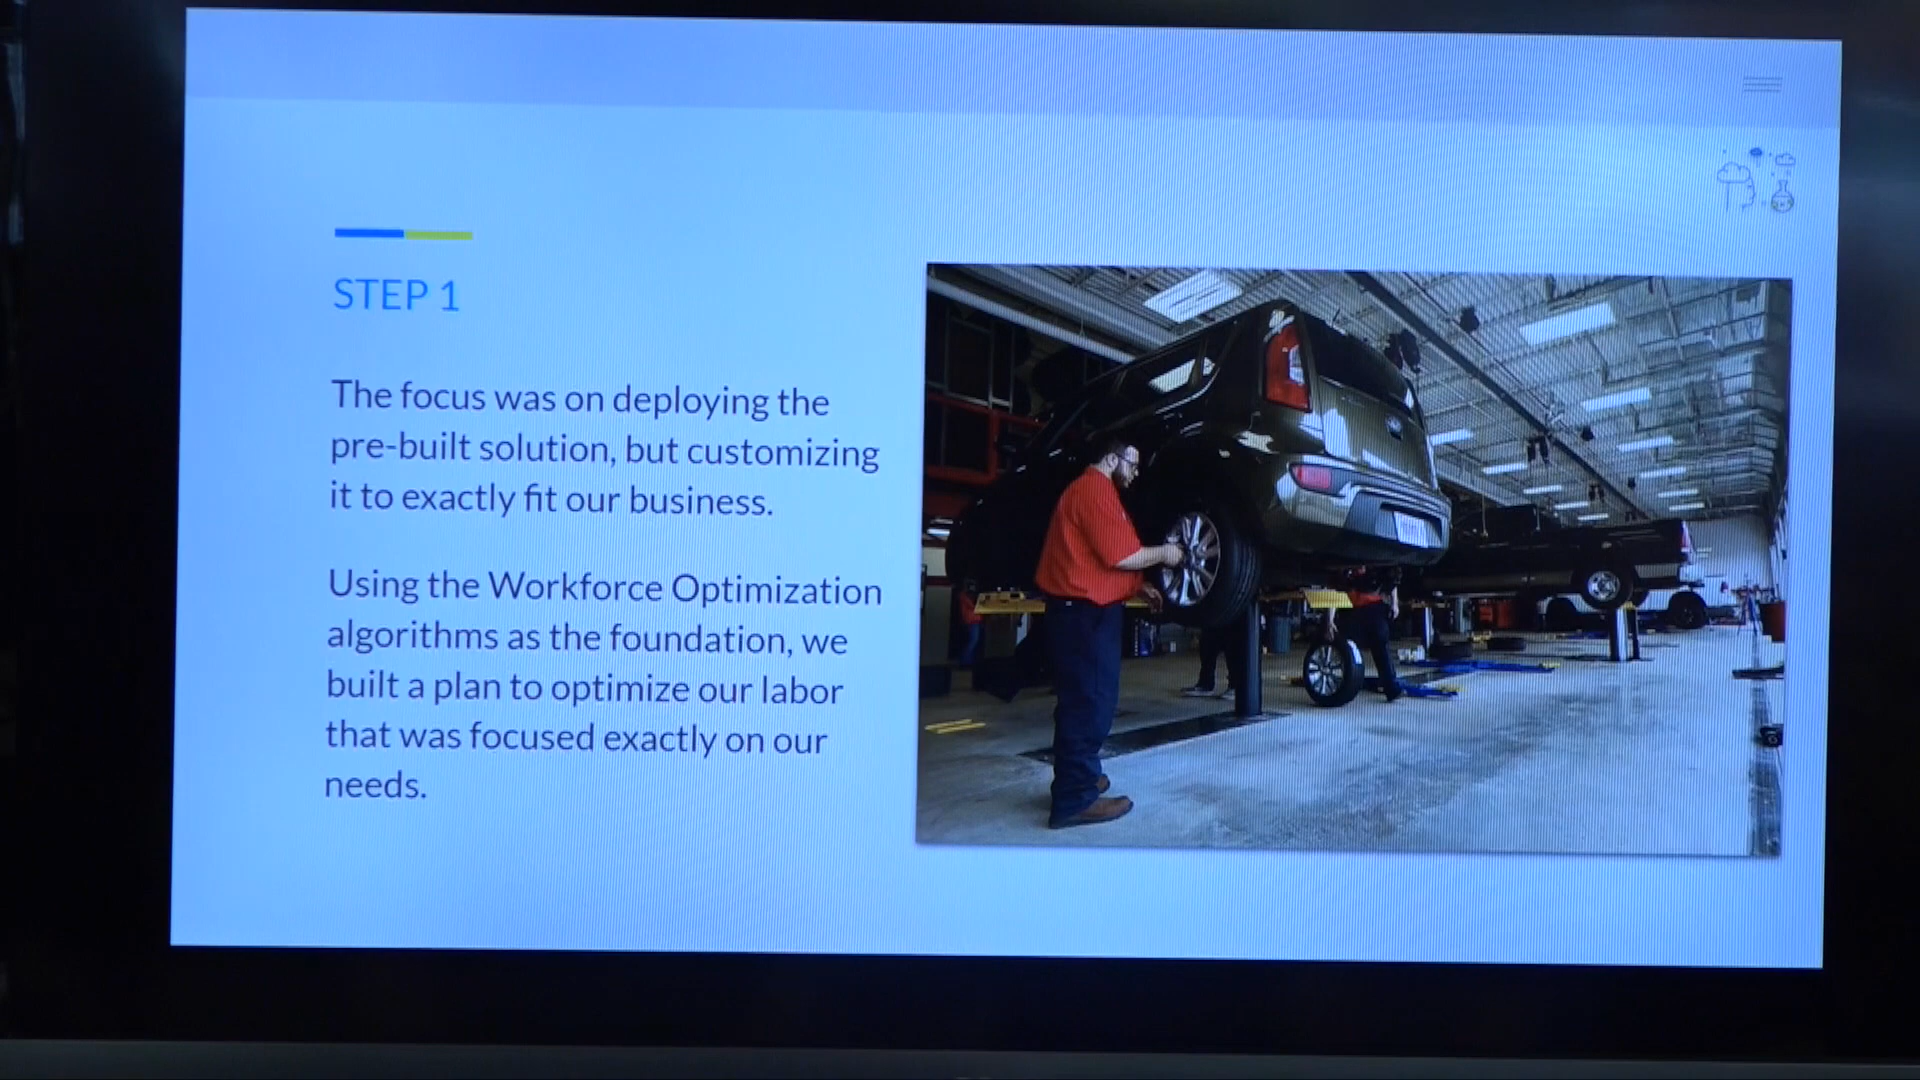 STEP 1
The focus was on deploying the
pre-built solution, but customizing
it to exactly fit our business.
Using the Workforce Optimization
algorithms as the foundation, we
built a plan to optimize our labor
that was focused exactly on our
needs.